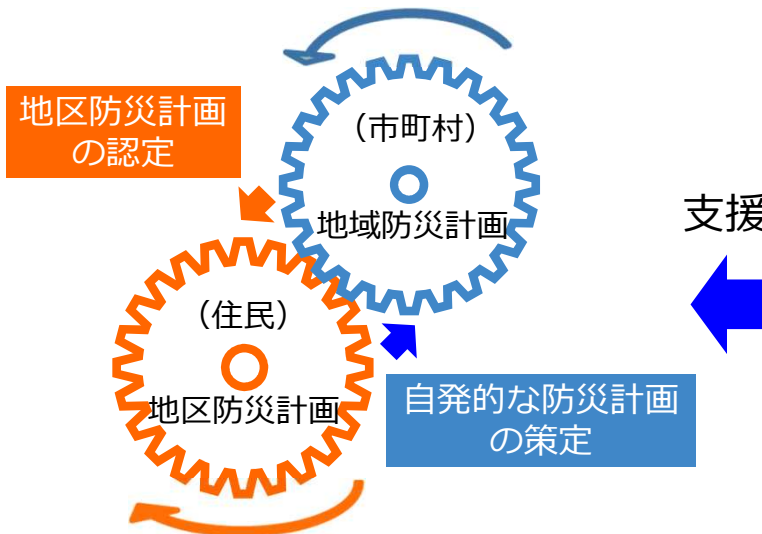 地区防災計画
の認定
（市町村）
地域防災計画
支援
（住民）
地区防災計画
自発的な防災計画
の策定